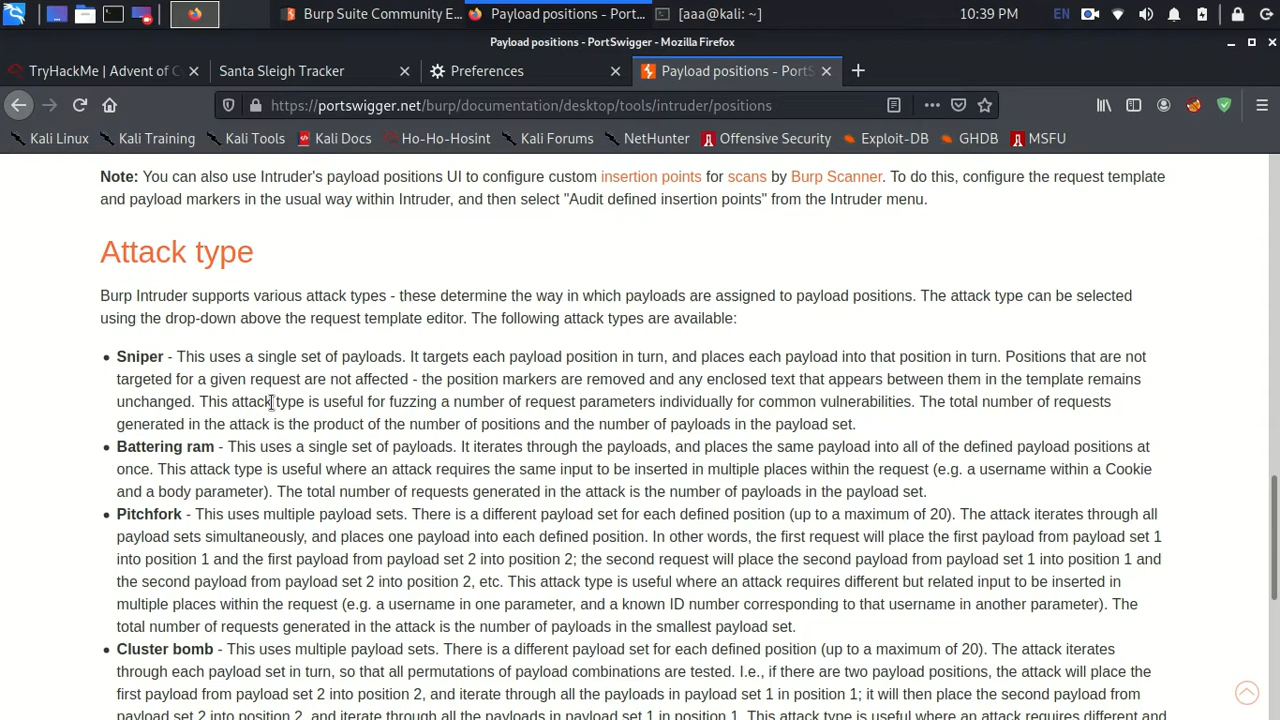 Burp Suite Community E...
Payload positions - Port...
[aaa@kali: ~]
10:39 PM
EN
Payload positions - PortSwigger - Mozilla Firefox
TryHackMe | Advent of C
Santa Sleigh Tracker
Preferences
Payload positions - PortS
https://portswigger.net/burp/documentation/desktop/tools/intruder/positions
Kali Linux
Kali Training
Kali Tools
Kali Docs
Ho-Ho-Hosint
Kali Forums
NetHunter
Offensive Security
Exploit-DB
GHDB
MSFU
Note: You can also use Intruder's payload positions UI to configure custom insertion points for scans by Burp Scanner. To do this, configure the request template
and payload markers in the usual way within Intruder, and then select "Audit defined insertion points" from the Intruder menu.
Attack type
Burp Intruder supports various attack types - these determine the way in which payloads are assigned to payload positions. The attack type can be selected
using the drop-down above the request template editor. The following attack types are available:
Sniper - This uses a single set of payloads. It targets each payload position in turn, and places each payload into that position in turn. Positions that are not
targeted for a given request are not affected - the position markers are removed and any enclosed text that appears between them in the template remains
unchanged. This attack type is useful for fuzzing a number of request parameters individually for common vulnerabilities. The total number of requests
generated in the attack is the product of the number of positions and the number of payloads in the payload set.
Battering ram - This uses a single set of payloads. It iterates through the payloads, and places the same payload into all of the defined payload positions at
once. This attack type is useful where an attack requires the same input to be inserted in multiple places within the request (e.g. a username within a Cookie
and a body parameter). The total number of requests generated in the attack is the number of payloads in the payload set.
Pitchfork - This uses multiple payload sets. There is a different payload set for each defined position (up to a maximum of 20). The attack iterates through all
payload sets simultaneously, and places one payload into each defined position. In other words, the first request will place the first payload from payload set 1
into position 1 and the first payload from payload set 2 into position 2; the second request will place the second payload from payload set 1 into position 1 and
the second payload from payload set 2 into position 2, etc. This attack type is useful where an attack requires different but related input to be inserted in
multiple places within the request (e.g. a username in one parameter, and a known ID number corresponding to that username in another parameter). The
total number of requests generated in the attack is the number of payloads in the smallest payload set.
Cluster bomb - This uses multiple payload sets. There is a different payload set for each defined position (up to a maximum of 20). The attack iterates
through each payload set in turn, so that all permutations of payload combinations are tested. I.e., if there are two payload positions, the attack will place the
first payload from payload set 2 into position 2, and iterate through all the payloads in payload set 1 in position 1; it will then place the second payload from
payload set 2 into position 2, and iterate through all the payloads in payload set 1 in position 1. This attack type is useful where an attack requires different and